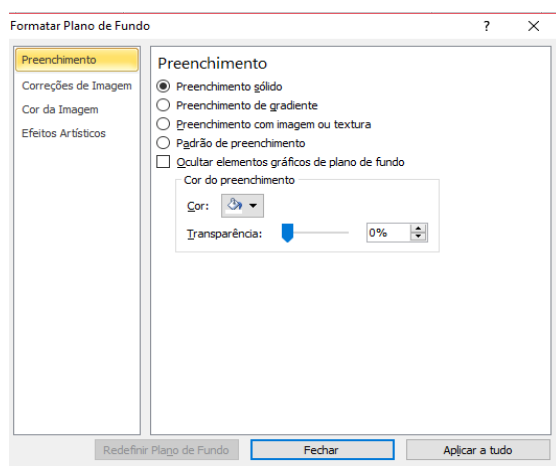 Formatar Plano de Fundo ? ✕
Preenchimento
Correções de Imagem
Cor da Imagem
Efeitos Artísticos
Preenchimento
Preenchimento sólido
Preenchimento de gradiente
Preenchimento com imagem ou textura
Padrão de preenchimento
Ocultar elementos gráficos de plano de fundo
Cor do preenchimento
Cor:
Transparência: 0%
Redefinir Plano de Fundo Fechar Aplicar a tudo